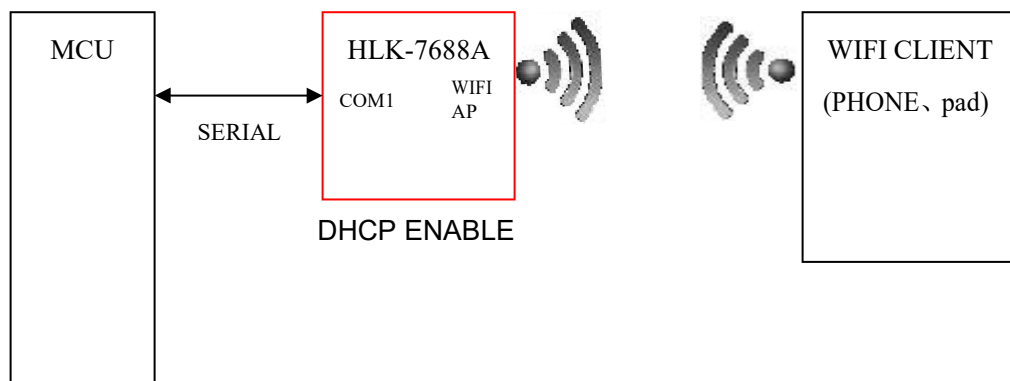 MCU
SERIAL
HLK-7688A
COM1
WIFI
AP
DHCP ENABLE
WIFI CLIENT
(PHONE、pad)